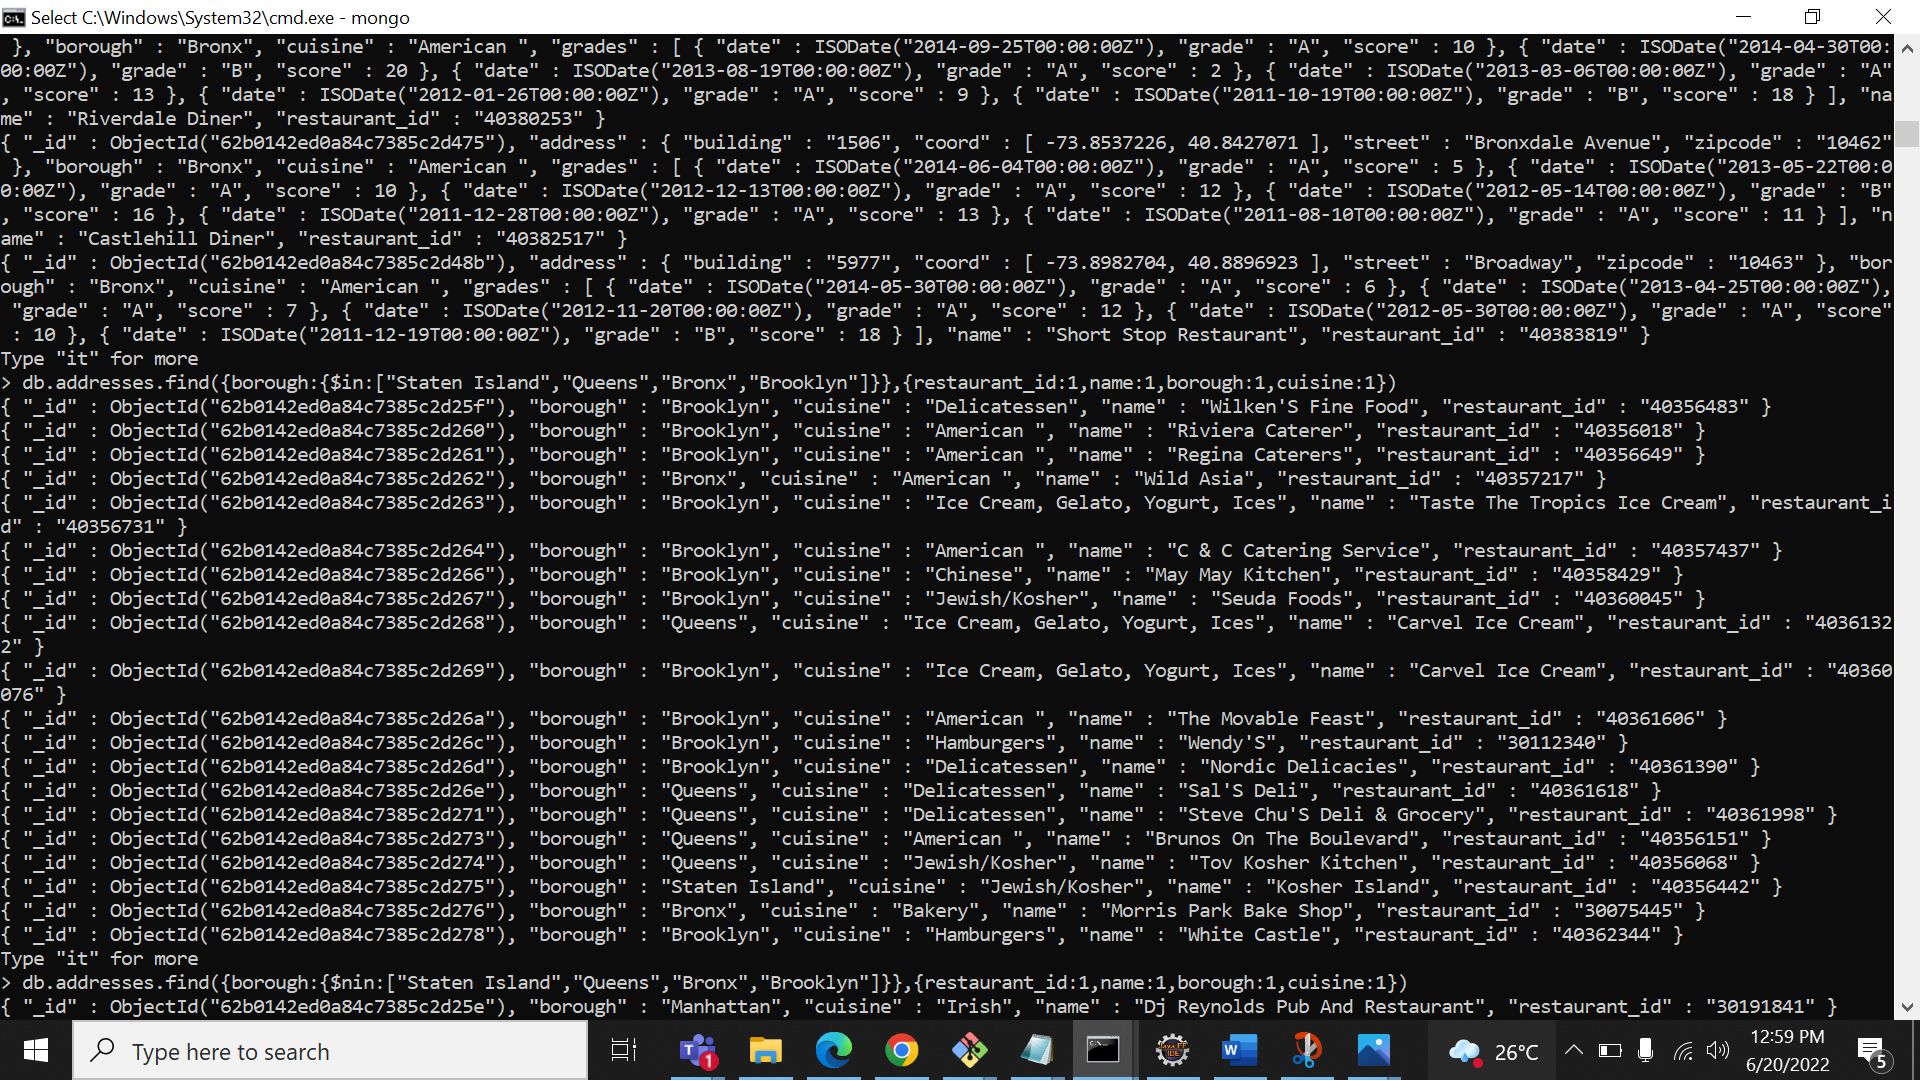 Select C:\Windows\System32\cmd.exe - mongo
 }, "borough" : "Bronx", "cuisine" : "American ", "grades" : [ { "date" : ISODate("2014-09-25T00:00:00Z"), "grade" : "A", "score" : 10 }, { "date" : ISODate("2014-04-30T00:
00:00Z"), "grade" : "B", "score" : 20 }, { "date" : ISODate("2013-08-19T00:00:00Z"), "grade" : "A", "score" : 2 }, { "date" : ISODate("2013-03-06T00:00:00Z"), "grade" : "A"
, "score" : 13 }, { "date" : ISODate("2012-01-26T00:00:00Z"), "grade" : "A", "score" : 9 }, { "date" : ISODate("2011-10-19T00:00:00Z"), "grade" : "B", "score" : 18 } ], "na
me" : "Riverdale Diner", "restaurant_id" : "40380253" }
{ "_id" : ObjectId("62b0142ed0a84c7385c2d475"), "address" : { "building" : "1506", "coord" : [ -73.8537226, 40.8427071 ], "street" : "Bronxdale Avenue", "zipcode" : "10462"
 }, "borough" : "Bronx", "cuisine" : "American ", "grades" : [ { "date" : ISODate("2014-06-04T00:00:00Z"), "grade" : "A", "score" : 5 }, { "date" : ISODate("2013-05-22T00:0
0:00Z"), "grade" : "A", "score" : 10 }, { "date" : ISODate("2012-12-13T00:00:00Z"), "grade" : "A", "score" : 12 }, { "date" : ISODate("2012-05-14T00:00:00Z"), "grade" : "B"
, "score" : 16 }, { "date" : ISODate("2011-12-28T00:00:00Z"), "grade" : "A", "score" : 13 }, { "date" : ISODate("2011-08-10T00:00:00Z"), "grade" : "A", "score" : 11 } ], "n
ame" : "Castlehill Diner", "restaurant_id" : "40382517" }
{ "_id" : ObjectId("62b0142ed0a84c7385c2d48b"), "address" : { "building" : "5977", "coord" : [ -73.8982704, 40.8896923 ], "street" : "Broadway", "zipcode" : "10463" }, "bor
ough" : "Bronx", "cuisine" : "American ", "grades" : [ { "date" : ISODate("2014-05-30T00:00:00Z"), "grade" : "A", "score" : 6 }, { "date" : ISODate("2013-04-25T00:00:00Z"),
 "grade" : "A", "score" : 7 }, { "date" : ISODate("2012-11-20T00:00:00Z"), "grade" : "A", "score" : 12 }, { "date" : ISODate("2012-05-30T00:00:00Z"), "grade" : "A", "score"
 : 10 }, { "date" : ISODate("2011-12-19T00:00:00Z"), "grade" : "B", "score" : 18 } ], "name" : "Short Stop Restaurant", "restaurant_id" : "40383819" }
Type "it" for more
> db.addresses.find({borough:{$in:["Staten Island","Queens","Bronx","Brooklyn"]}},{restaurant_id:1,name:1,borough:1,cuisine:1})
{ "_id" : ObjectId("62b0142ed0a84c7385c2d25f"), "borough" : "Brooklyn", "cuisine" : "Delicatessen", "name" : "Wilken'S Fine Food", "restaurant_id" : "40356483" }
{ "_id" : ObjectId("62b0142ed0a84c7385c2d260"), "borough" : "Brooklyn", "cuisine" : "American ", "name" : "Riviera Caterer", "restaurant_id" : "40356018" }
{ "_id" : ObjectId("62b0142ed0a84c7385c2d261"), "borough" : "Brooklyn", "cuisine" : "American ", "name" : "Regina Caterers", "restaurant_id" : "40356649" }
{ "_id" : ObjectId("62b0142ed0a84c7385c2d262"), "borough" : "Bronx", "cuisine" : "American ", "name" : "Wild Asia", "restaurant_id" : "40357217" }
{ "_id" : ObjectId("62b0142ed0a84c7385c2d263"), "borough" : "Brooklyn", "cuisine" : "Ice Cream, Gelato, Yogurt, Ices", "name" : "Taste The Tropics Ice Cream", "restaurant_i
d" : "40356731" }
{ "_id" : ObjectId("62b0142ed0a84c7385c2d264"), "borough" : "Brooklyn", "cuisine" : "American ", "name" : "C & C Catering Service", "restaurant_id" : "40357437" }
{ "_id" : ObjectId("62b0142ed0a84c7385c2d266"), "borough" : "Brooklyn", "cuisine" : "Chinese", "name" : "May May Kitchen", "restaurant_id" : "40358429" }
{ "_id" : ObjectId("62b0142ed0a84c7385c2d267"), "borough" : "Brooklyn", "cuisine" : "Jewish/Kosher", "name" : "Seuda Foods", "restaurant_id" : "40360045" }
{ "_id" : ObjectId("62b0142ed0a84c7385c2d268"), "borough" : "Queens", "cuisine" : "Ice Cream, Gelato, Yogurt, Ices", "name" : "Carvel Ice Cream", "restaurant_id" : "4036132
2" }
{ "_id" : ObjectId("62b0142ed0a84c7385c2d269"), "borough" : "Brooklyn", "cuisine" : "Ice Cream, Gelato, Yogurt, Ices", "name" : "Carvel Ice Cream", "restaurant_id" : "40360
076" }
{ "_id" : ObjectId("62b0142ed0a84c7385c2d26a"), "borough" : "Brooklyn", "cuisine" : "American ", "name" : "The Movable Feast", "restaurant_id" : "40361606" }
{ "_id" : ObjectId("62b0142ed0a84c7385c2d26c"), "borough" : "Brooklyn", "cuisine" : "Hamburgers", "name" : "Wendy'S", "restaurant_id" : "30112340" }
{ "_id" : ObjectId("62b0142ed0a84c7385c2d26d"), "borough" : "Brooklyn", "cuisine" : "Delicatessen", "name" : "Nordic Delicacies", "restaurant_id" : "40361390" }
{ "_id" : ObjectId("62b0142ed0a84c7385c2d26e"), "borough" : "Queens", "cuisine" : "Delicatessen", "name" : "Sal'S Deli", "restaurant_id" : "40361618" }
{ "_id" : ObjectId("62b0142ed0a84c7385c2d271"), "borough" : "Queens", "cuisine" : "Delicatessen", "name" : "Steve Chu'S Deli & Grocery", "restaurant_id" : "40361998" }
{ "_id" : ObjectId("62b0142ed0a84c7385c2d273"), "borough" : "Queens", "cuisine" : "American ", "name" : "Brunos On The Boulevard", "restaurant_id" : "40356151" }
{ "_id" : ObjectId("62b0142ed0a84c7385c2d274"), "borough" : "Queens", "cuisine" : "Jewish/Kosher", "name" : "Tov Kosher Kitchen", "restaurant_id" : "40356068" }
{ "_id" : ObjectId("62b0142ed0a84c7385c2d275"), "borough" : "Staten Island", "cuisine" : "Jewish/Kosher", "name" : "Kosher Island", "restaurant_id" : "40356442" }
{ "_id" : ObjectId("62b0142ed0a84c7385c2d276"), "borough" : "Bronx", "cuisine" : "Bakery", "name" : "Morris Park Bake Shop", "restaurant_id" : "30075445" }
{ "_id" : ObjectId("62b0142ed0a84c7385c2d278"), "borough" : "Brooklyn", "cuisine" : "Hamburgers", "name" : "White Castle", "restaurant_id" : "40362344" }
Type "it" for more
> db.addresses.find({borough:{$nin:["Staten Island","Queens","Bronx","Brooklyn"]}},{restaurant_id:1,name:1,borough:1,cuisine:1})
{ "_id" : ObjectId("62b0142ed0a84c7385c2d25e"), "borough" : "Manhattan", "cuisine" : "Irish", "name" : "Dj Reynolds Pub And Restaurant", "restaurant_id" : "30191841" }
Type here to search
26°C
12:59 PM
6/20/2022
5